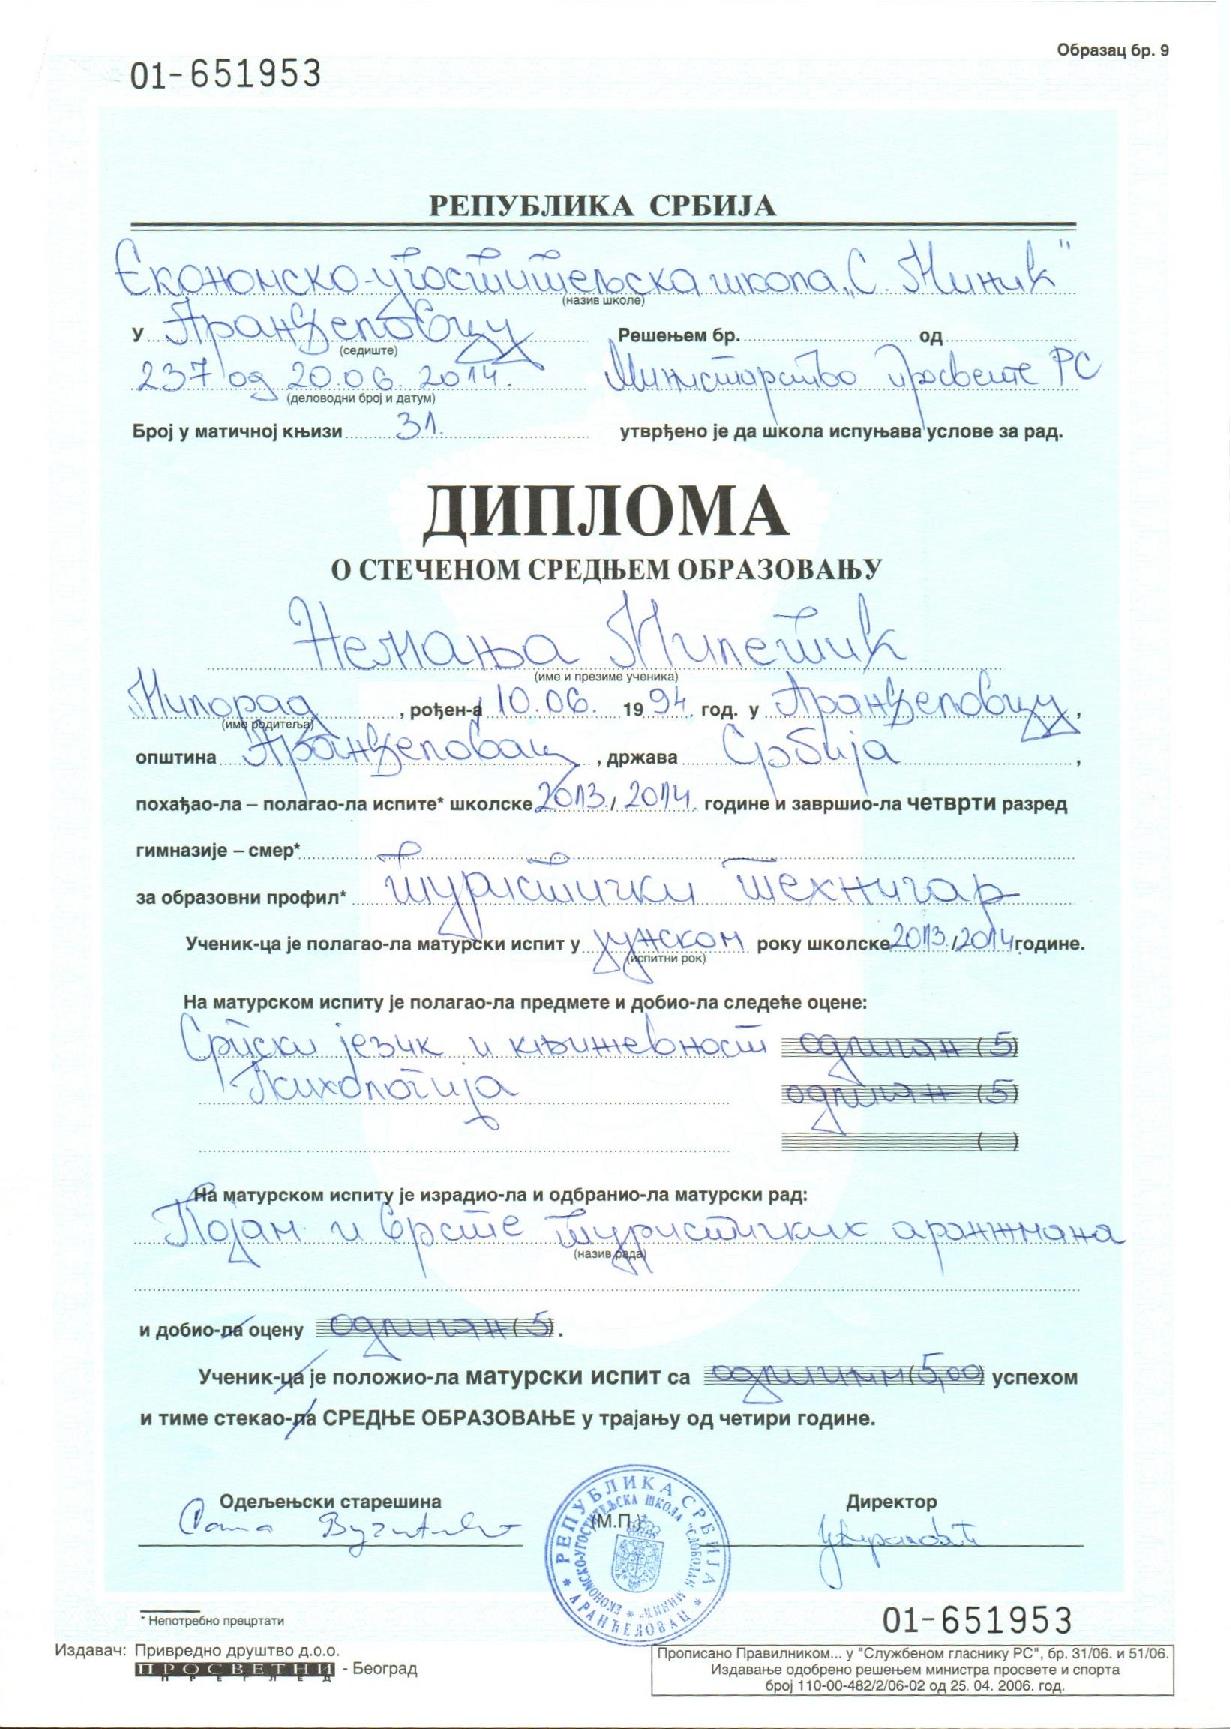 Образац бр. 9
01-651953
РЕПУБЛИКА СРБИЈА
Економско-угоститељска школа „С. Минић"
(назив школе)
У Аранђеловцу Решењем бр. од
(седиште)
237 од 20.06. 2014. Министарство просвете РС
(деловодни број и датум)
Број у матичној књизи 31. утврђено је да школа испуњава услове за рад.
ДИПЛОМА
О СТЕЧЕНОМ СРЕДЊЕМ ОБРАЗОВАЊУ
Немања Милетић
(име и презиме ученика)
Милорад, рођен-а 10.06. 1994. год. у Аранђеловцу,
(име родитеља)
општина Аранђеловац, држава Србија,
похађао-ла – полагао-ла испите* школске 2013/2014. године и завршио-ла четврти разред
гимназије – смер*
за образовни профил* туристички техничар
Ученик-ца је полагао-ла матурски испит у јунском року школске 2013./2014. године.
(испитни рок)
На матурском испиту је полагао-ла предмете и добио-ла следеће оцене:
Српски језик и књижевност одличан (5)
Психологија одличан (5)
( )
На матурском испиту је израдио-ла и одбранио-ла матурски рад:
Појам и врсте туристичких аранжмана
(назив рада)
и добио-ла оцену одличан (5).
Ученик-ца је положио-ла матурски испит са одличним (5,00) успехом
и тиме стекао-ла СРЕДЊЕ ОБРАЗОВАЊЕ у трајању од четири године.
Одељењски старешина (М.П.) Директор
РЕПУБЛИКА СРБИЈА
ЕКОНОМСКО-УГОСТИТЕЉСКА ШКОЛА "СЛОБОДАН МИНИЋ"
АРАНЂЕЛОВАЦ
* Непотребно прецртати
01-651953
Издавач: Привредно друштво д.о.о.
ПРОСВЕТНИ ПРЕГЛЕД - Београд
Прописано Правилником... у "Службеном гласнику РС", бр. 31/06. и 51/06.
Издавање одобрено решењем министра просвете и спорта
број 110-00-482/2/06-02 од 25. 04. 2006. год.